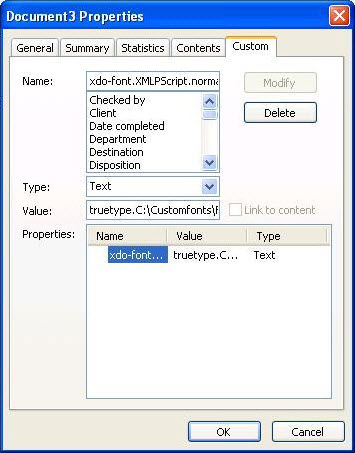 Document3 Properties
General Summary Statistics Contents Custom
Name: xdo-font.XMLPScript.norma Modify
Checked by
Client
Date completed
Department
Destination
Disposition
Delete
Type: Text
Value: truetype.C:\Customfonts\ Link to content
Properties: Name Value Type
xdo-font... truetype.C... Text
OK Cancel